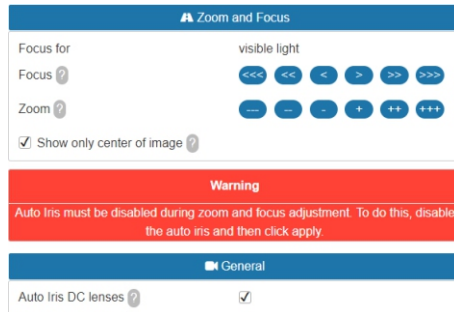 Zoom and Focus
Focus for visible light
Focus ? <<< << < > >> >>>
Zoom ? --- -- - + ++ +++
Show only center of image ?
Warning
Auto Iris must be disabled during zoom and focus adjustment. To do this, disable
the auto iris and then click apply.
General
Auto Iris DC lenses ?